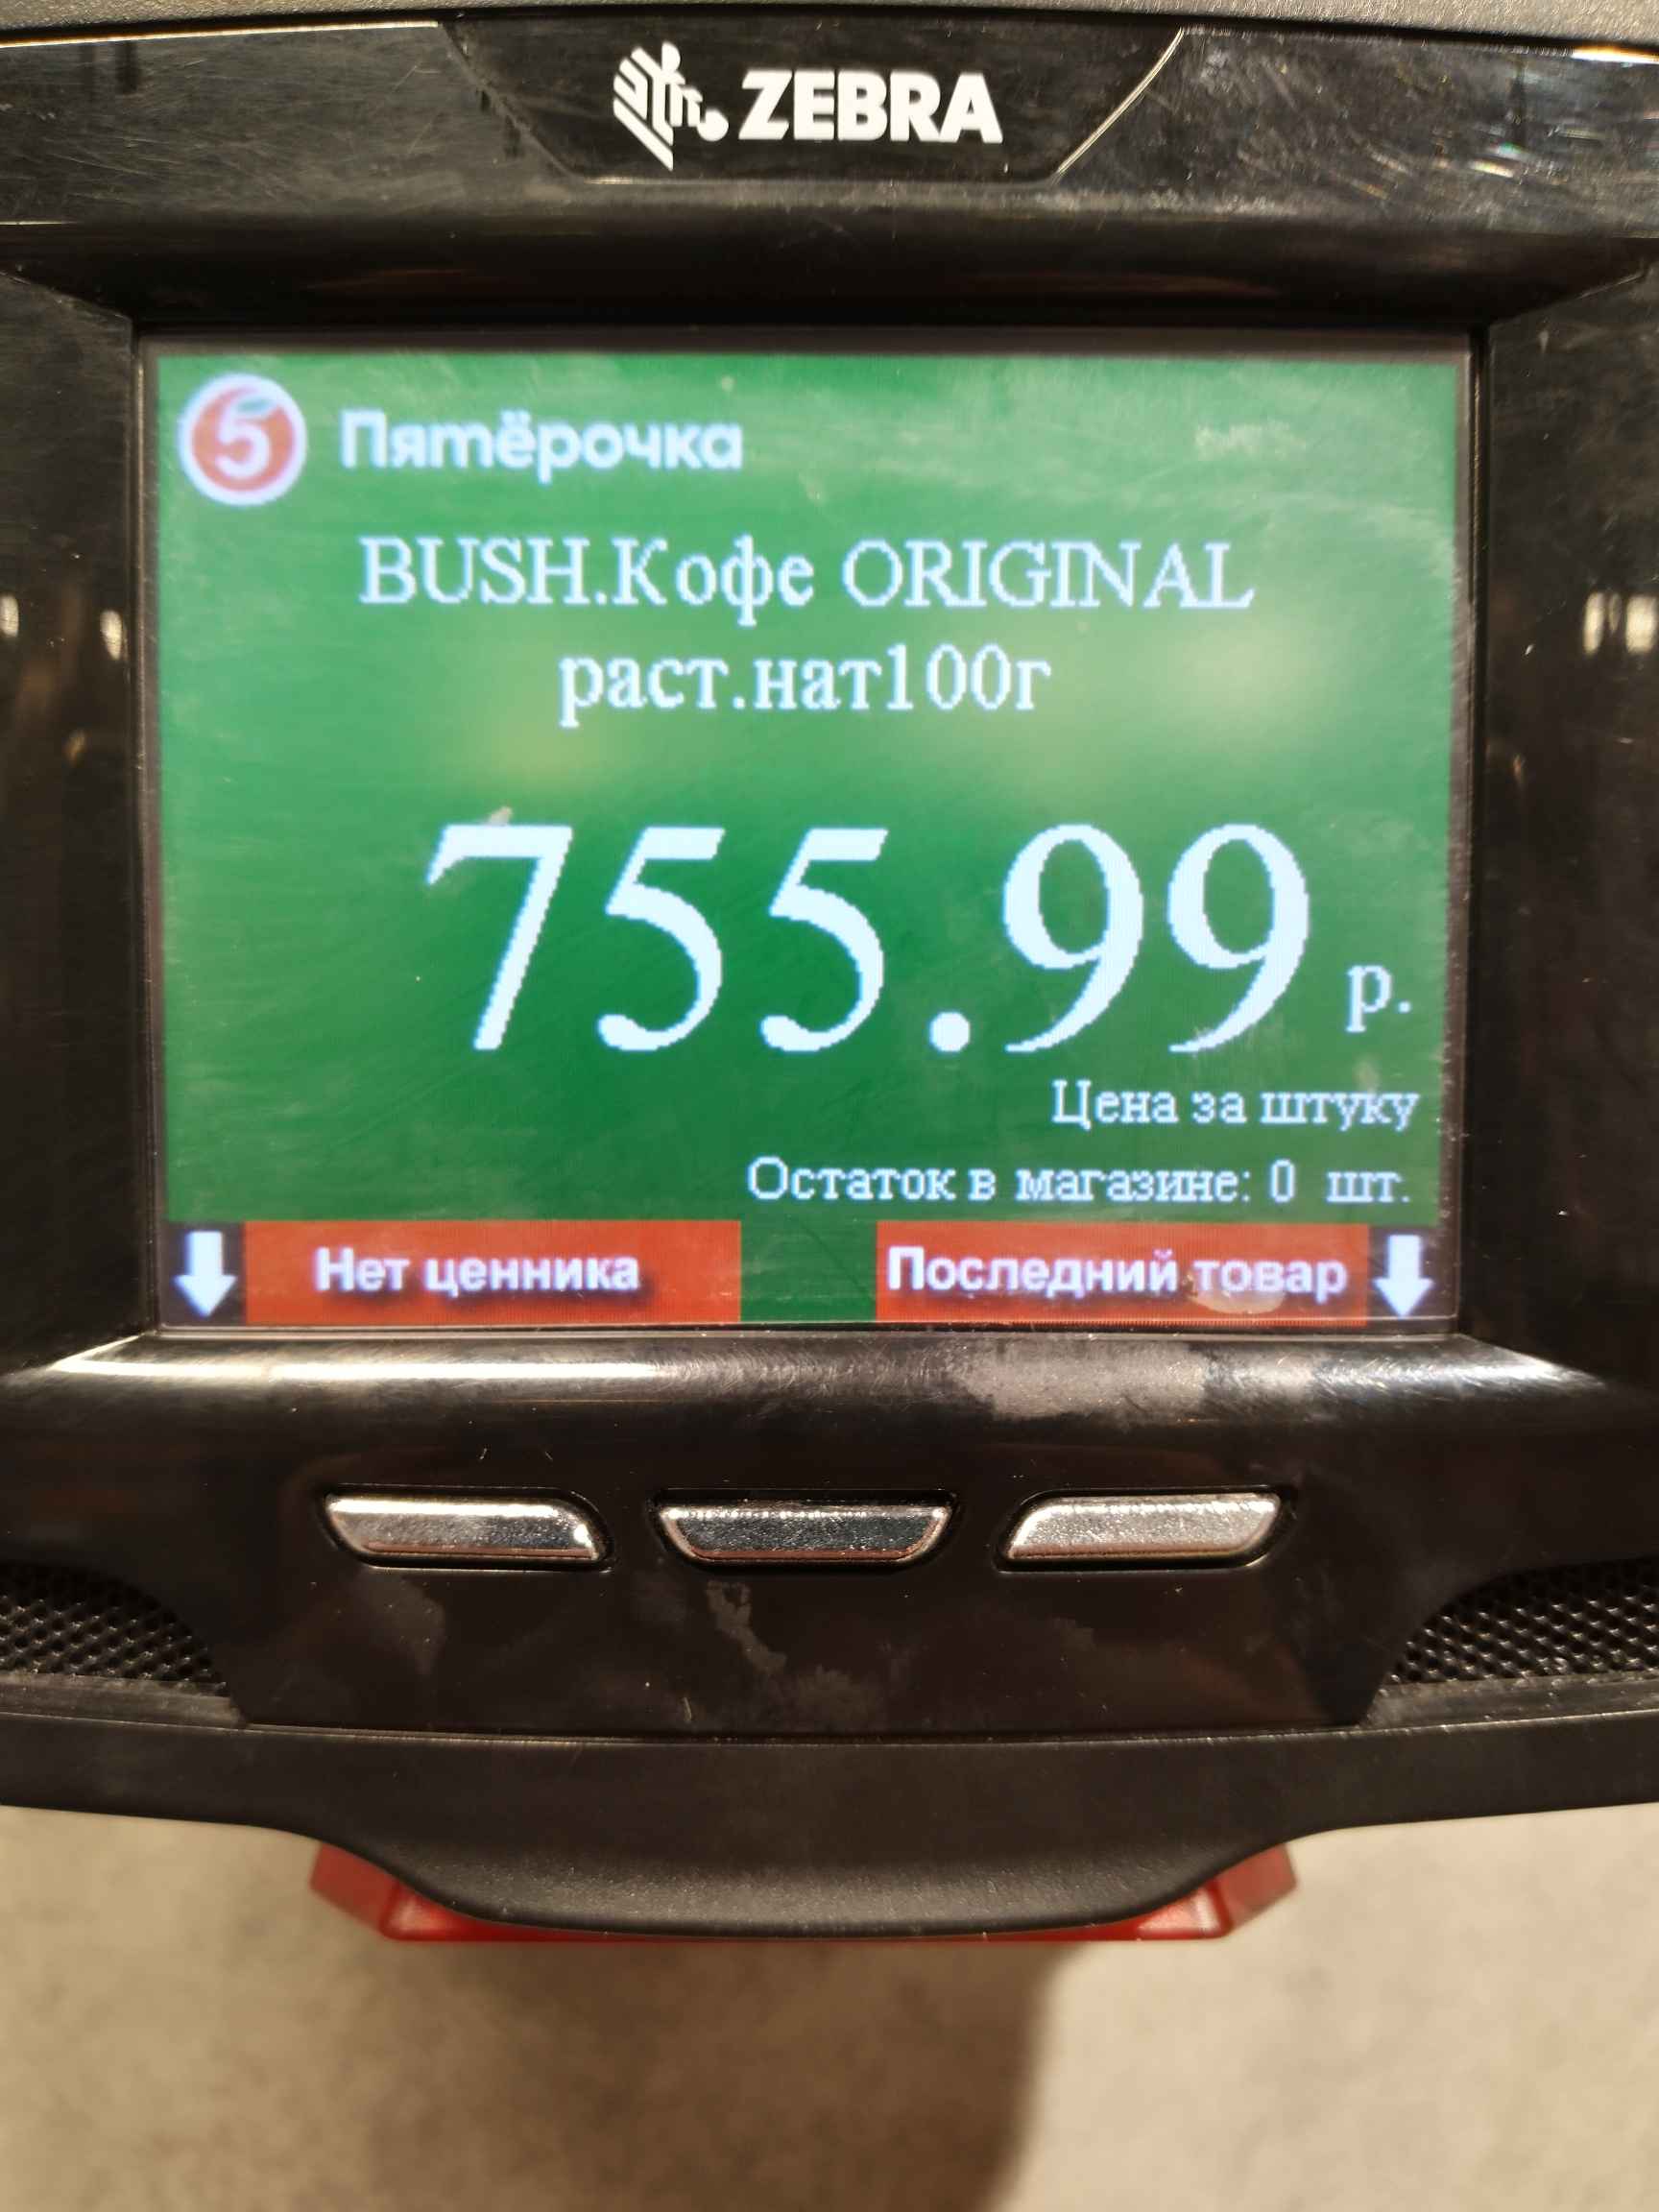 ZEBRA
5 Пятёрочка
BUSH.Кофе ORIGINAL
раст.нат100г
755.99 р.
Цена за штуку
Остаток в магазине: 0 шт.
Нет ценника Последний товар